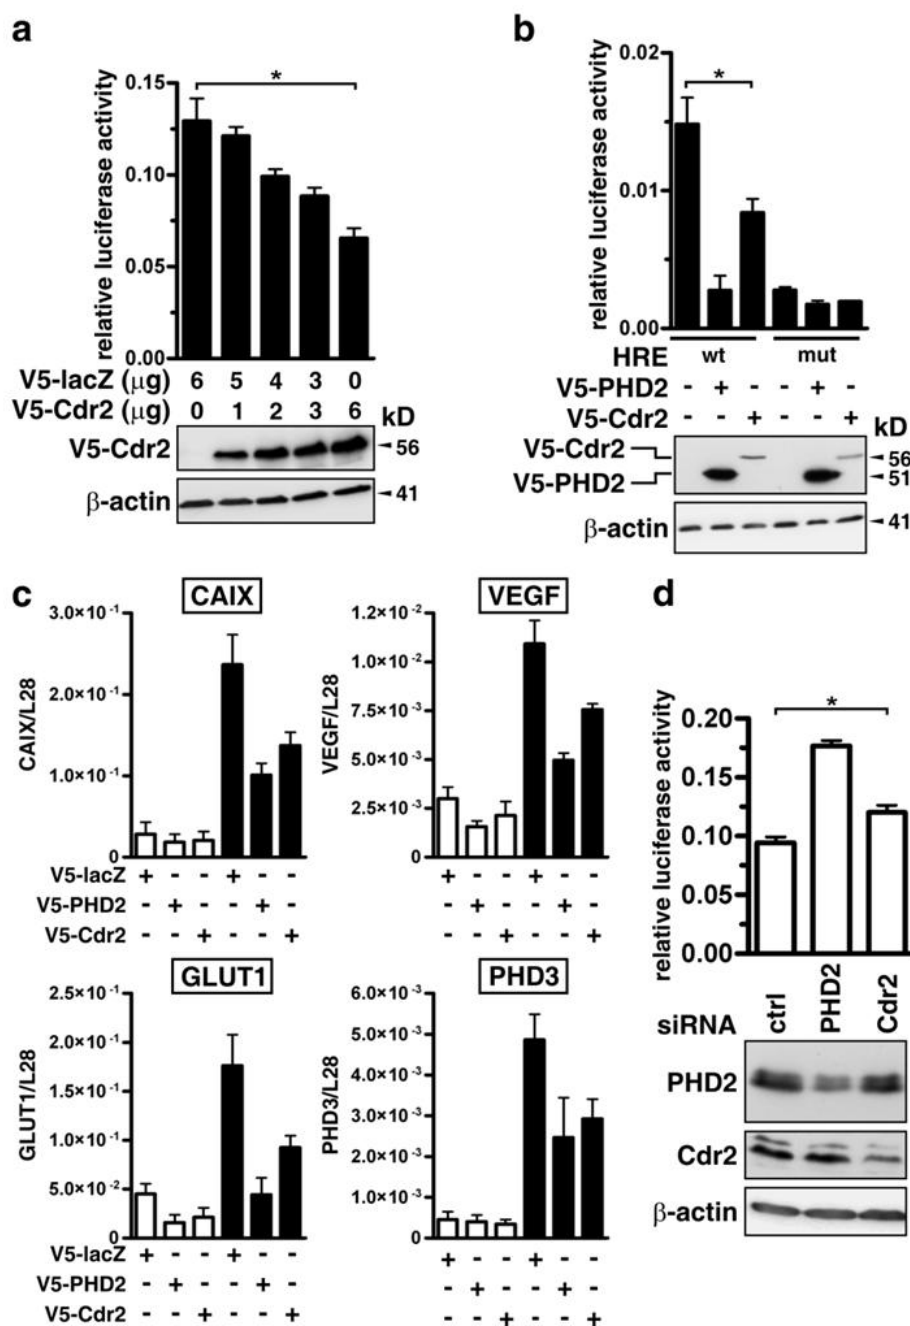 a
*
relative luciferase activity
0.15
0.10
0.05
0.00
V5-lacZ (μg) 6 5 4 3 0
V5-Cdr2 (μg) 0 1 2 3 6 kD
V5-Cdr2 56
β-actin 41
b
*
relative luciferase activity
0.02
0.01
0.00
HRE wt mut
V5-PHD2 - + - - + -
V5-Cdr2 - - + - - + kD
V5-Cdr2 56
V5-PHD2 51
β-actin 41
c
CAIX
CAIX/L28
3.0×10⁻¹
2.0×10⁻¹
1.0×10⁻¹
0
VEGF
VEGF/L28
1.2×10⁻²
1.0×10⁻²
7.5×10⁻³
5.0×10⁻³
2.5×10⁻³
0
V5-lacZ + - - + - - + - - + - -
V5-PHD2 - + - - + - - + - - + -
V5-Cdr2 - - + - - + - - + - - +
GLUT1
GLUT1/L28
2.5×10⁻¹
2.0×10⁻¹
1.5×10⁻¹
1.0×10⁻¹
5.0×10⁻²
0
PHD3
PHD3/L28
6.0×10⁻³
5.0×10⁻³
4.0×10⁻³
3.0×10⁻³
2.0×10⁻³
1.0×10⁻³
0
V5-lacZ + - - + - - + - - + - -
V5-PHD2 - + - - + - - + - - + -
V5-Cdr2 - - + - - + - - + - - +
d
*
relative luciferase activity
0.20
0.15
0.10
0.05
0.00
siRNA ctrl PHD2 Cdr2
PHD2
Cdr2
β-actin